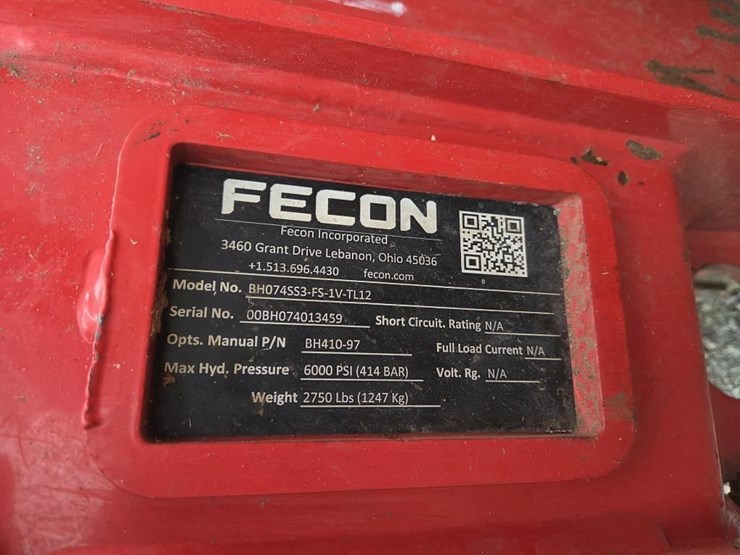 FECON
Fecon Incorporated
3460 Grant Drive Lebanon, Ohio 45036
+1.513.696.4430 fecon.com
Model No. BH074SS3-FS-1V-TL12
Serial No. 00BH074013459 Short Circuit. Rating N/A
Opts. Manual P/N BH410-97 Full Load Current N/A
Max Hyd. Pressure 6000 PSI (414 BAR) Volt. Rg. N/A
Weight 2750 Lbs (1247 Kg)